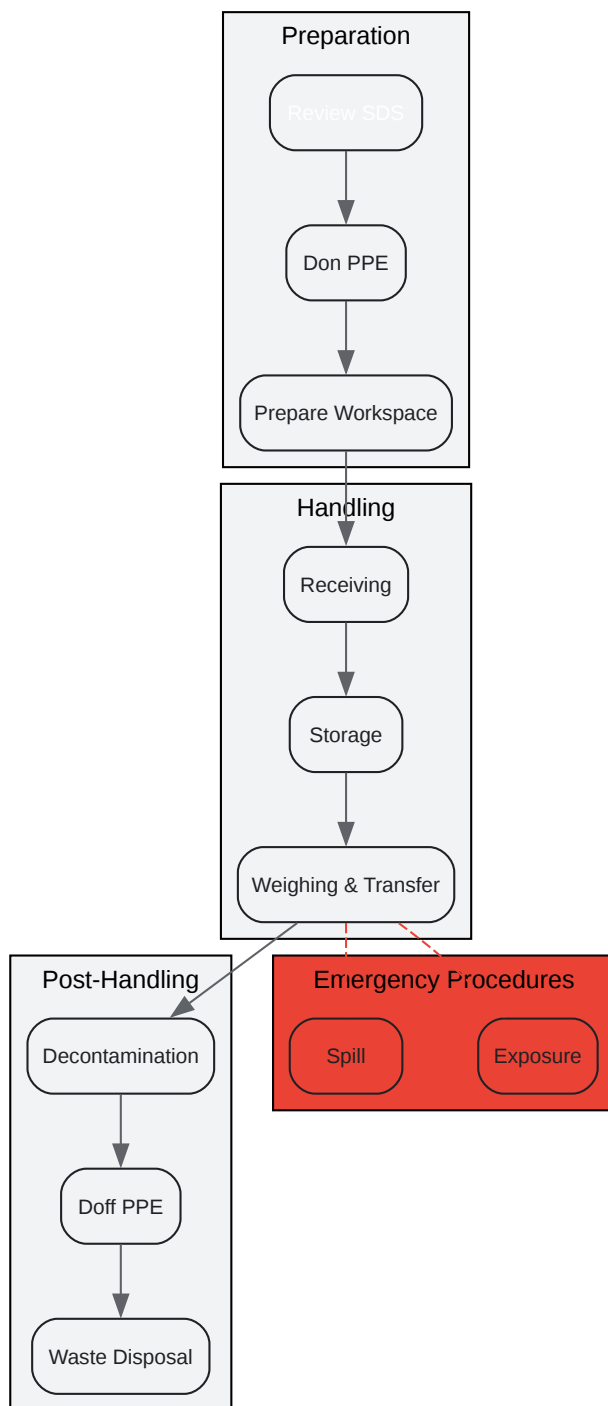 Preparation
Review SDS
Don PPE
Prepare Workspace
Handling
Receiving
Storage
Weighing & Transfer
Post-Handling
Decontamination
Doff PPE
Waste Disposal
Emergency Procedures
Spill
Exposure